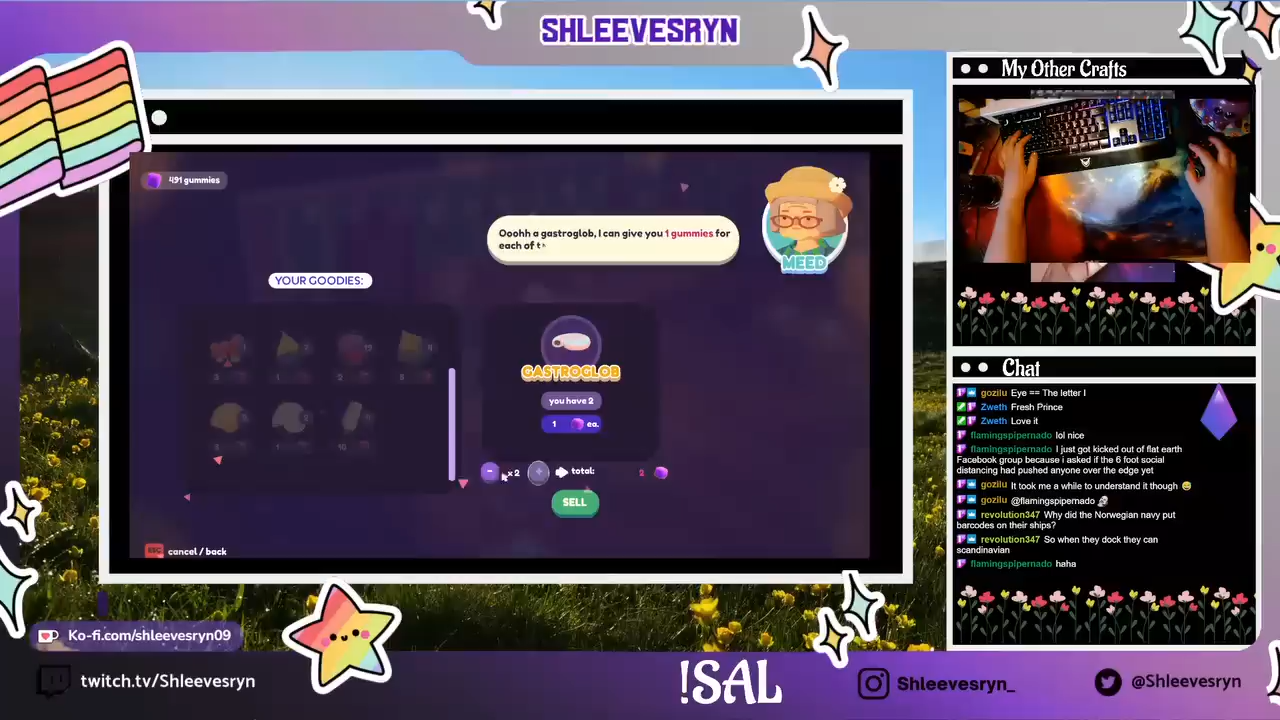 SHLEEVESRYN
My Other Crafts
491 gummies
Ooohh a gastroglob, I can give you 1 gummies for
each of t
MEED
YOUR GOODIES:
GASTROGLOB
you have 2
1 ea.
- x 2 + total: 2
SELL
ESC cancel / back
Chat
gozilu Eye == The letter I
Zweth Fresh Prince
Zweth Love it
flamingspipernado lol nice
flamingspipernado I just got kicked out of flat earth
Facebook group because i asked if the 6 foot social
distancing had pushed anyone over the edge yet
gozilu It took me a while to understand it though
gozilu @flamingspipernado
revolution347 Why did the Norwegian navy put
barcodes on their ships?
revolution347 So when they dock they can
scandinavian
flamingspipernado haha
Ko-fi.com/shleevesryn09
twitch.tv/Shleevesryn
!SAL
Shleevesryn_
@Shleevesryn